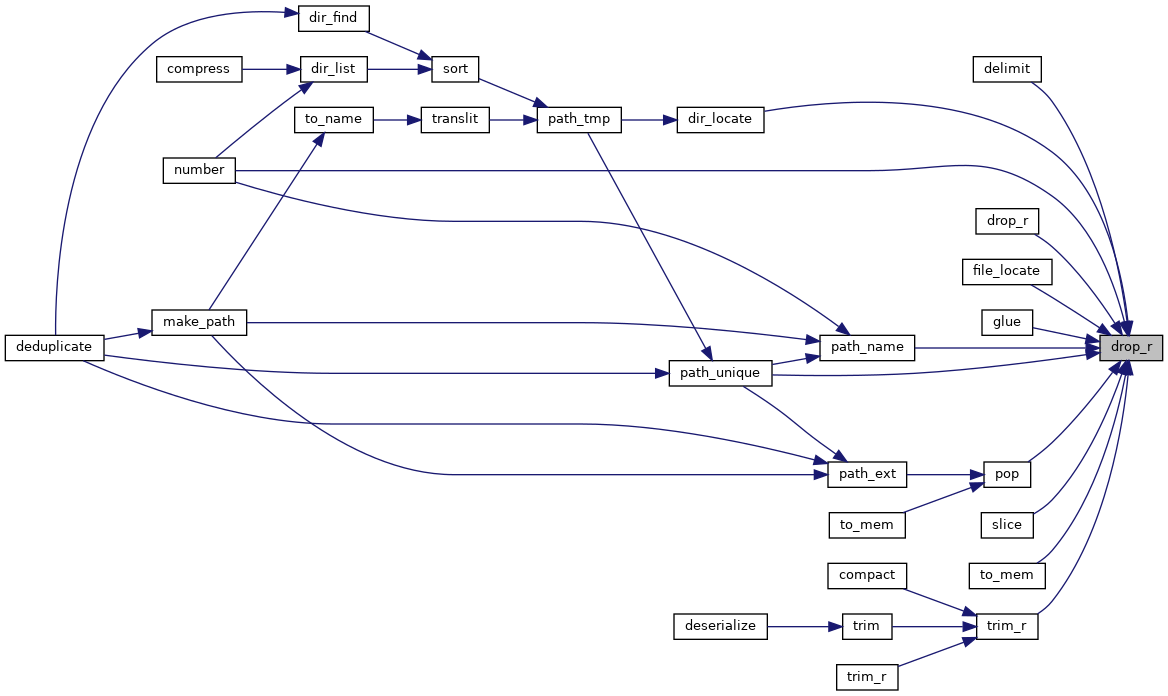 dir_find
compress
dir_list
sort
delimit
to_name
translit
path_tmp
dir_locate
number
drop_r
file_locate
make_path
glue
deduplicate
path_name
drop_r
path_unique
path_ext
pop
to_mem
slice
compact
to_mem
deserialize
trim
trim_r
trim_r